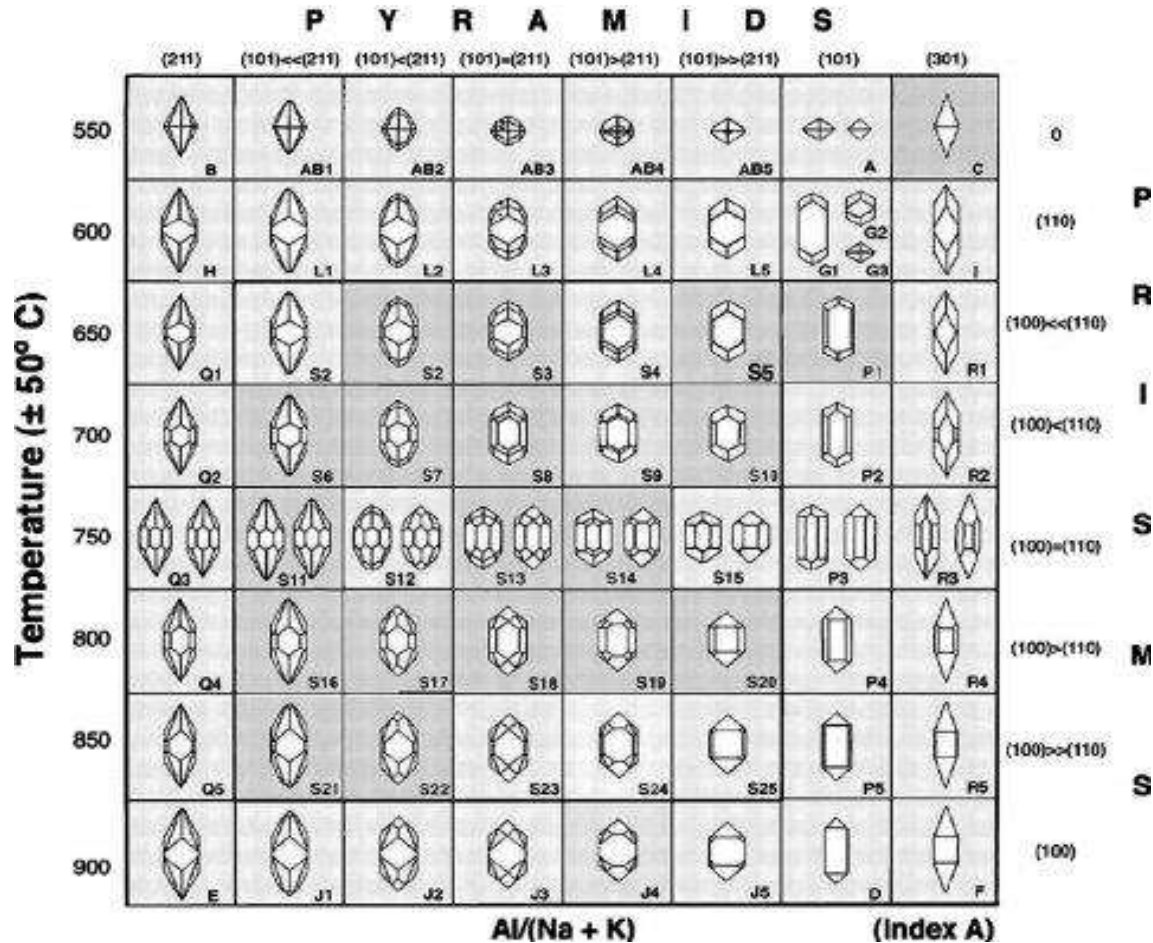 P Y R A M I D S
(211) (101)<<(211) (101)<(211) (101)=(211) (101)>(211) (101)>>(211) (101) (301)
550 B AB1 AB2 AB3 AB4 AB5 A C 0
600 H L1 L2 L3 L4 L5 G1 G2 G3 I (110)
650 Q1 S2 S2 S3 S4 S5 P1 R1 (100)<<(110)
700 Q2 S6 S7 S8 S9 S10 P2 R2 (100)<(110)
750 Q3 S11 S12 S13 S14 S15 P3 R3 (100)=(110)
800 Q4 S16 S17 S18 S19 S20 P4 R4 (100)>(110)
850 Q5 S21 S22 S23 S24 S25 P5 R5 (100)>>(110)
900 E J1 J2 J3 J4 J5 D F (100)
Temperature (± 50º C)
P R I S M S
Al/(Na + K) (Index A)